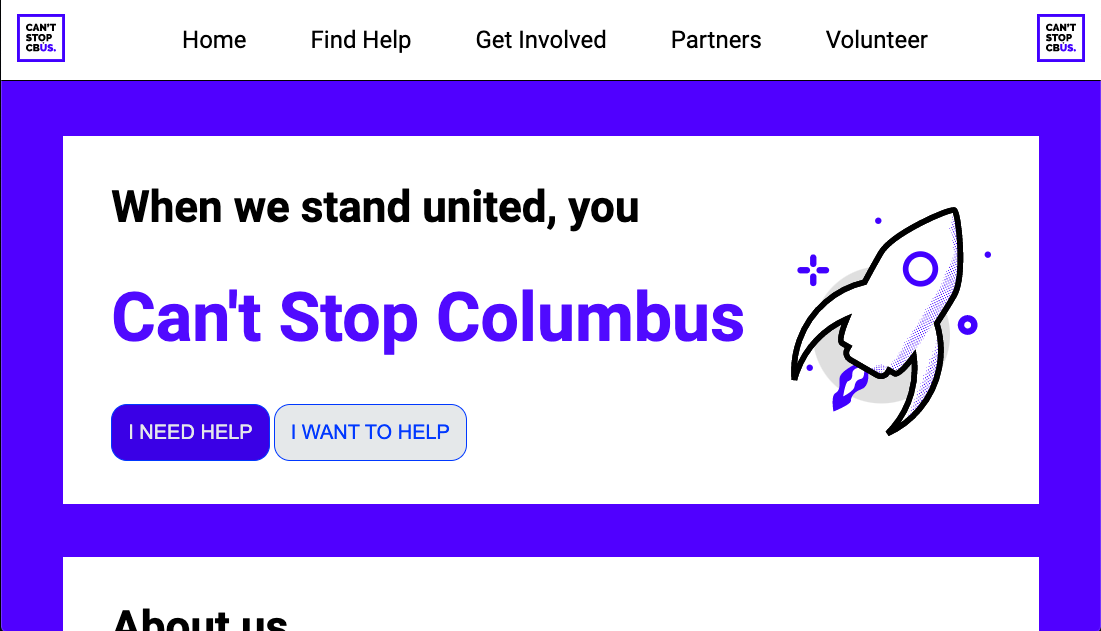 CAN'T
STOP
CBUS.
Home Find Help Get Involved Partners Volunteer
CAN'T
STOP
CBUS.
When we stand united, you
Can't Stop Columbus
I NEED HELP I WANT TO HELP
About us